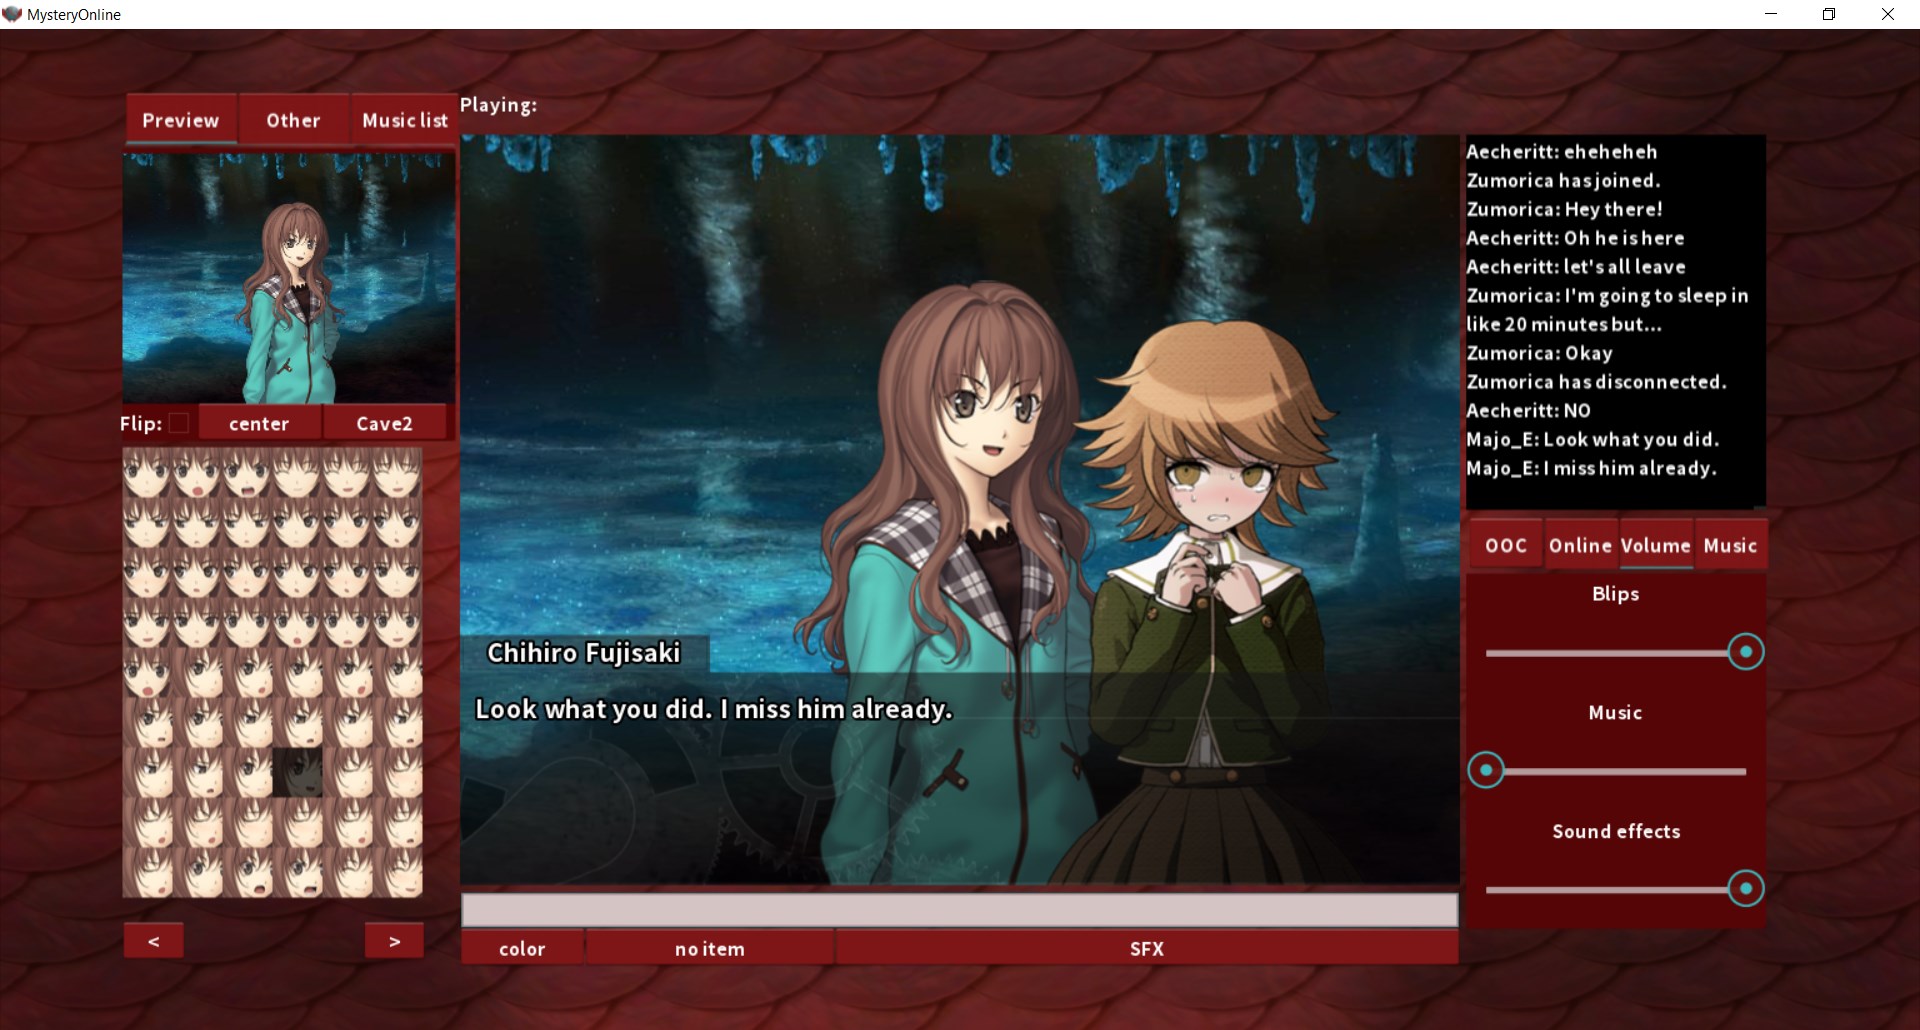 MysteryOnline
Preview
Other
Music list
Playing:
Flip:
center
Cave2
<
>
Chihiro Fujisaki
Look what you did. I miss him already.
color
no item
SFX
Aecheritt: eheheheh
Zumorica has joined.
Zumorica: Hey there!
Aecheritt: Oh he is here
Aecheritt: let's all leave
Zumorica: I'm going to sleep in
like 20 minutes but...
Zumorica: Okay
Zumorica has disconnected.
Aecheritt: NO
Majo_E: Look what you did.
Majo_E: I miss him already.
OOC
Online
Volume
Music
Blips
Music
Sound effects